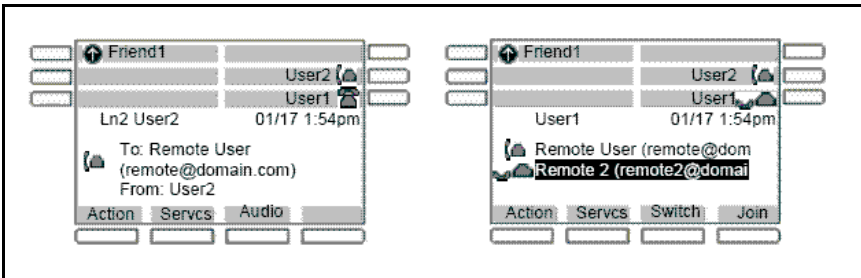 Friend1
User2
User1
Ln2 User2 01/17 1:54pm
To: Remote User
(remote@domain.com)
From: User2
Action Servcs Audio
Friend1
User2
User1
User1 01/17 1:54pm
Remote User (remote@dom
Remote 2 (remote2@domai
Action Servcs Switch Join